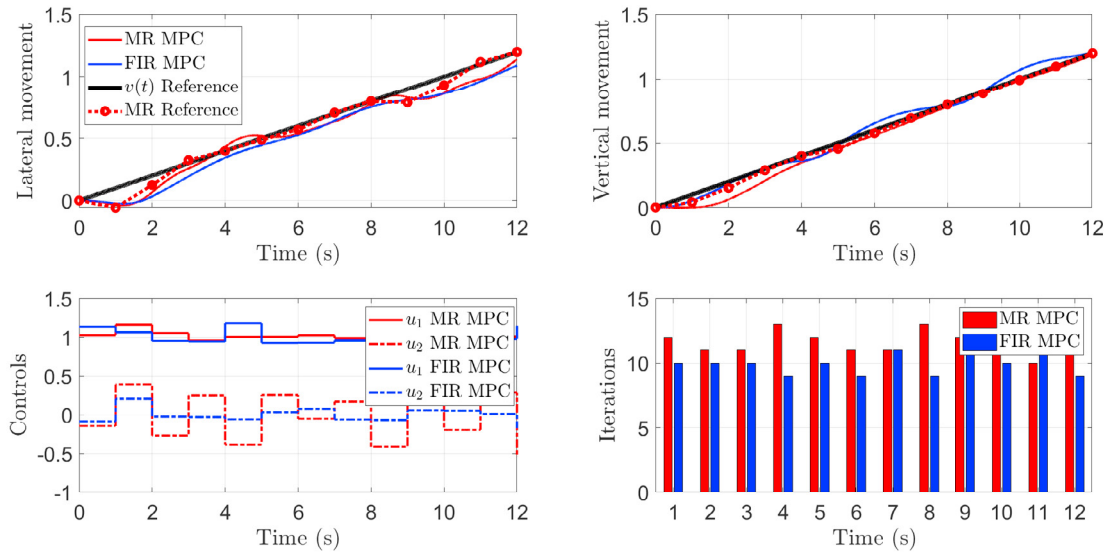 Lateral movement
1.5
1
0.5
0
MR MPC
FIR MPC
v(t) Reference
MR Reference
0 2 4 6 8 10 12
Time (s)
Vertical movement
1.5
1
0.5
0
0 2 4 6 8 10 12
Time (s)
Controls
1.5
1
0.5
0
-0.5
-1
u₁ MR MPC
u₂ MR MPC
u₁ FIR MPC
u₂ FIR MPC
0 2 4 6 8 10 12
Time (s)
Iterations
15
10
5
0
MR MPC
FIR MPC
1 2 3 4 5 6 7 8 9 10 11 12
Time (s)